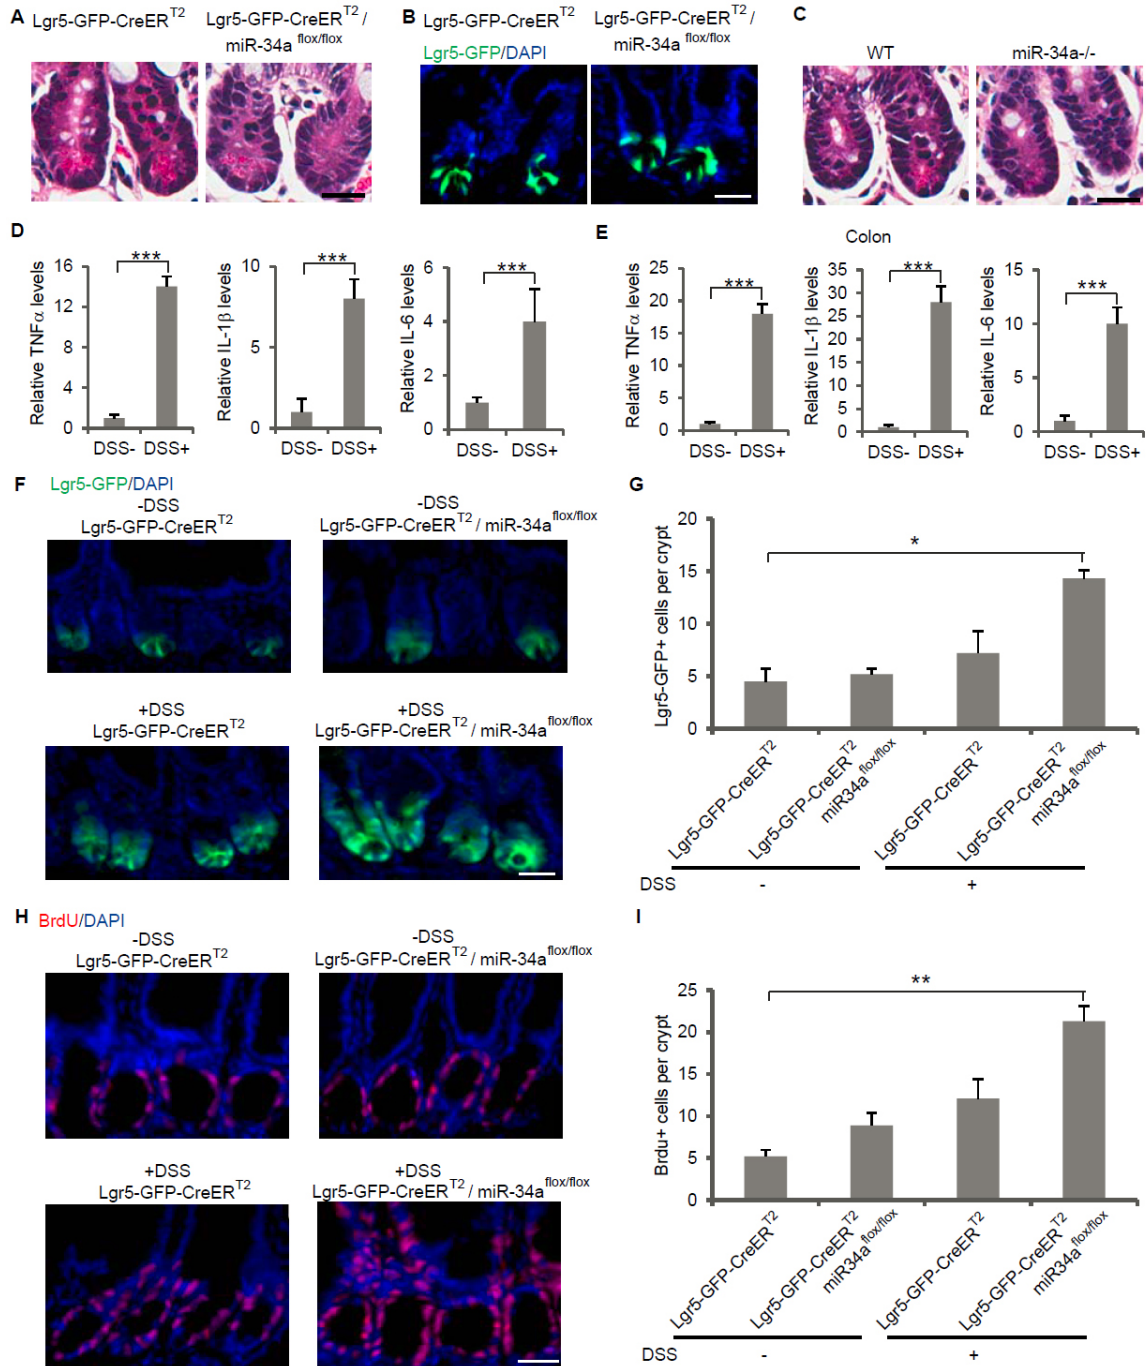 A Lgr5-GFP-CreER^T2
Lgr5-GFP-CreER^T2 /
miR-34a ^flox/flox
B Lgr5-GFP-CreER^T2
Lgr5-GFP-CreER^T2 /
Lgr5-GFP/DAPI
miR-34a ^flox/flox
C
WT
miR-34a-/-
D
Relative TNFα levels
16
12
8
4
0
***
DSS- DSS+
Relative IL-1β levels
10
5
0
***
DSS- DSS+
Relative IL-6 levels
6
4
2
0
***
DSS- DSS+
E
Colon
Relative TNFα levels
25
20
15
10
5
0
***
DSS- DSS+
Relative IL-1β levels
35
30
25
20
15
10
5
0
***
DSS- DSS+
Relative IL-6 levels
15
10
5
0
***
DSS- DSS+
F Lgr5-GFP/DAPI
-DSS
Lgr5-GFP-CreER^T2
-DSS
Lgr5-GFP-CreER^T2 / miR-34a^flox/flox
+DSS
Lgr5-GFP-CreER^T2
+DSS
Lgr5-GFP-CreER^T2 / miR-34a^flox/flox
G
Lgr5-GFP+ cells per crypt
20
15
10
5
0
*
Lgr5-GFP-CreER^T2
Lgr5-GFP-CreER^T2
miR34a^flox/flox
Lgr5-GFP-CreER^T2
Lgr5-GFP-CreER^T2
miR34a^flox/flox
DSS - +
H BrdU/DAPI
-DSS
Lgr5-GFP-CreER^T2
-DSS
Lgr5-GFP-CreER^T2 / miR-34a^flox/flox
+DSS
Lgr5-GFP-CreER^T2
+DSS
Lgr5-GFP-CreER^T2 / miR-34a^flox/flox
I
Brdu+ cells per crypt
25
20
15
10
5
0
**
Lgr5-GFP-CreER^T2
Lgr5-GFP-CreER^T2
miR34a^flox/flox
Lgr5-GFP-CreER^T2
Lgr5-GFP-CreER^T2
miR34a^flox/flox
DSS - +